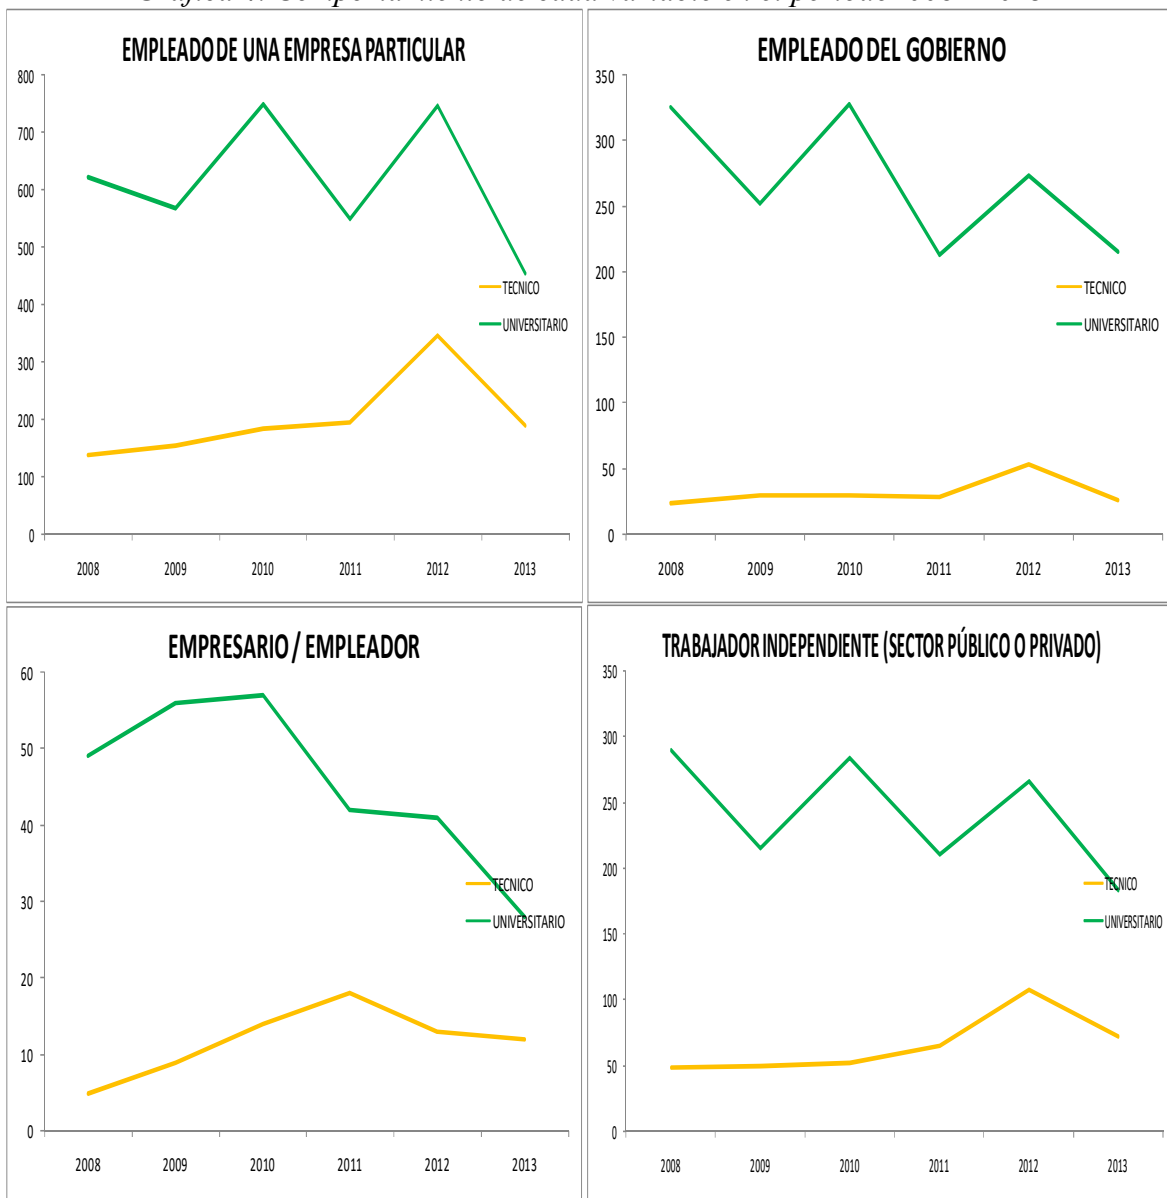 EMPLEADO DE UNA EMPRESA PARTICULAR
800
700
600
500
400
300
200
100
0
2008 2009 2010 2011 2012 2013
TECNICO
UNIVERSITARIO
EMPLEADO DEL GOBIERNO
350
300
250
200
150
100
50
0
2008 2009 2010 2011 2012 2013
TECNICO
UNIVERSITARIO
EMPRESARIO / EMPLEADOR
60
50
40
30
20
10
0
2008 2009 2010 2011 2012 2013
TECNICO
UNIVERSITARIO
TRABAJADOR INDEPENDIENTE (SECTOR PÚBLICO O PRIVADO)
350
300
250
200
150
100
50
0
2008 2009 2010 2011 2012 2013
TECNICO
UNIVERSITARIO